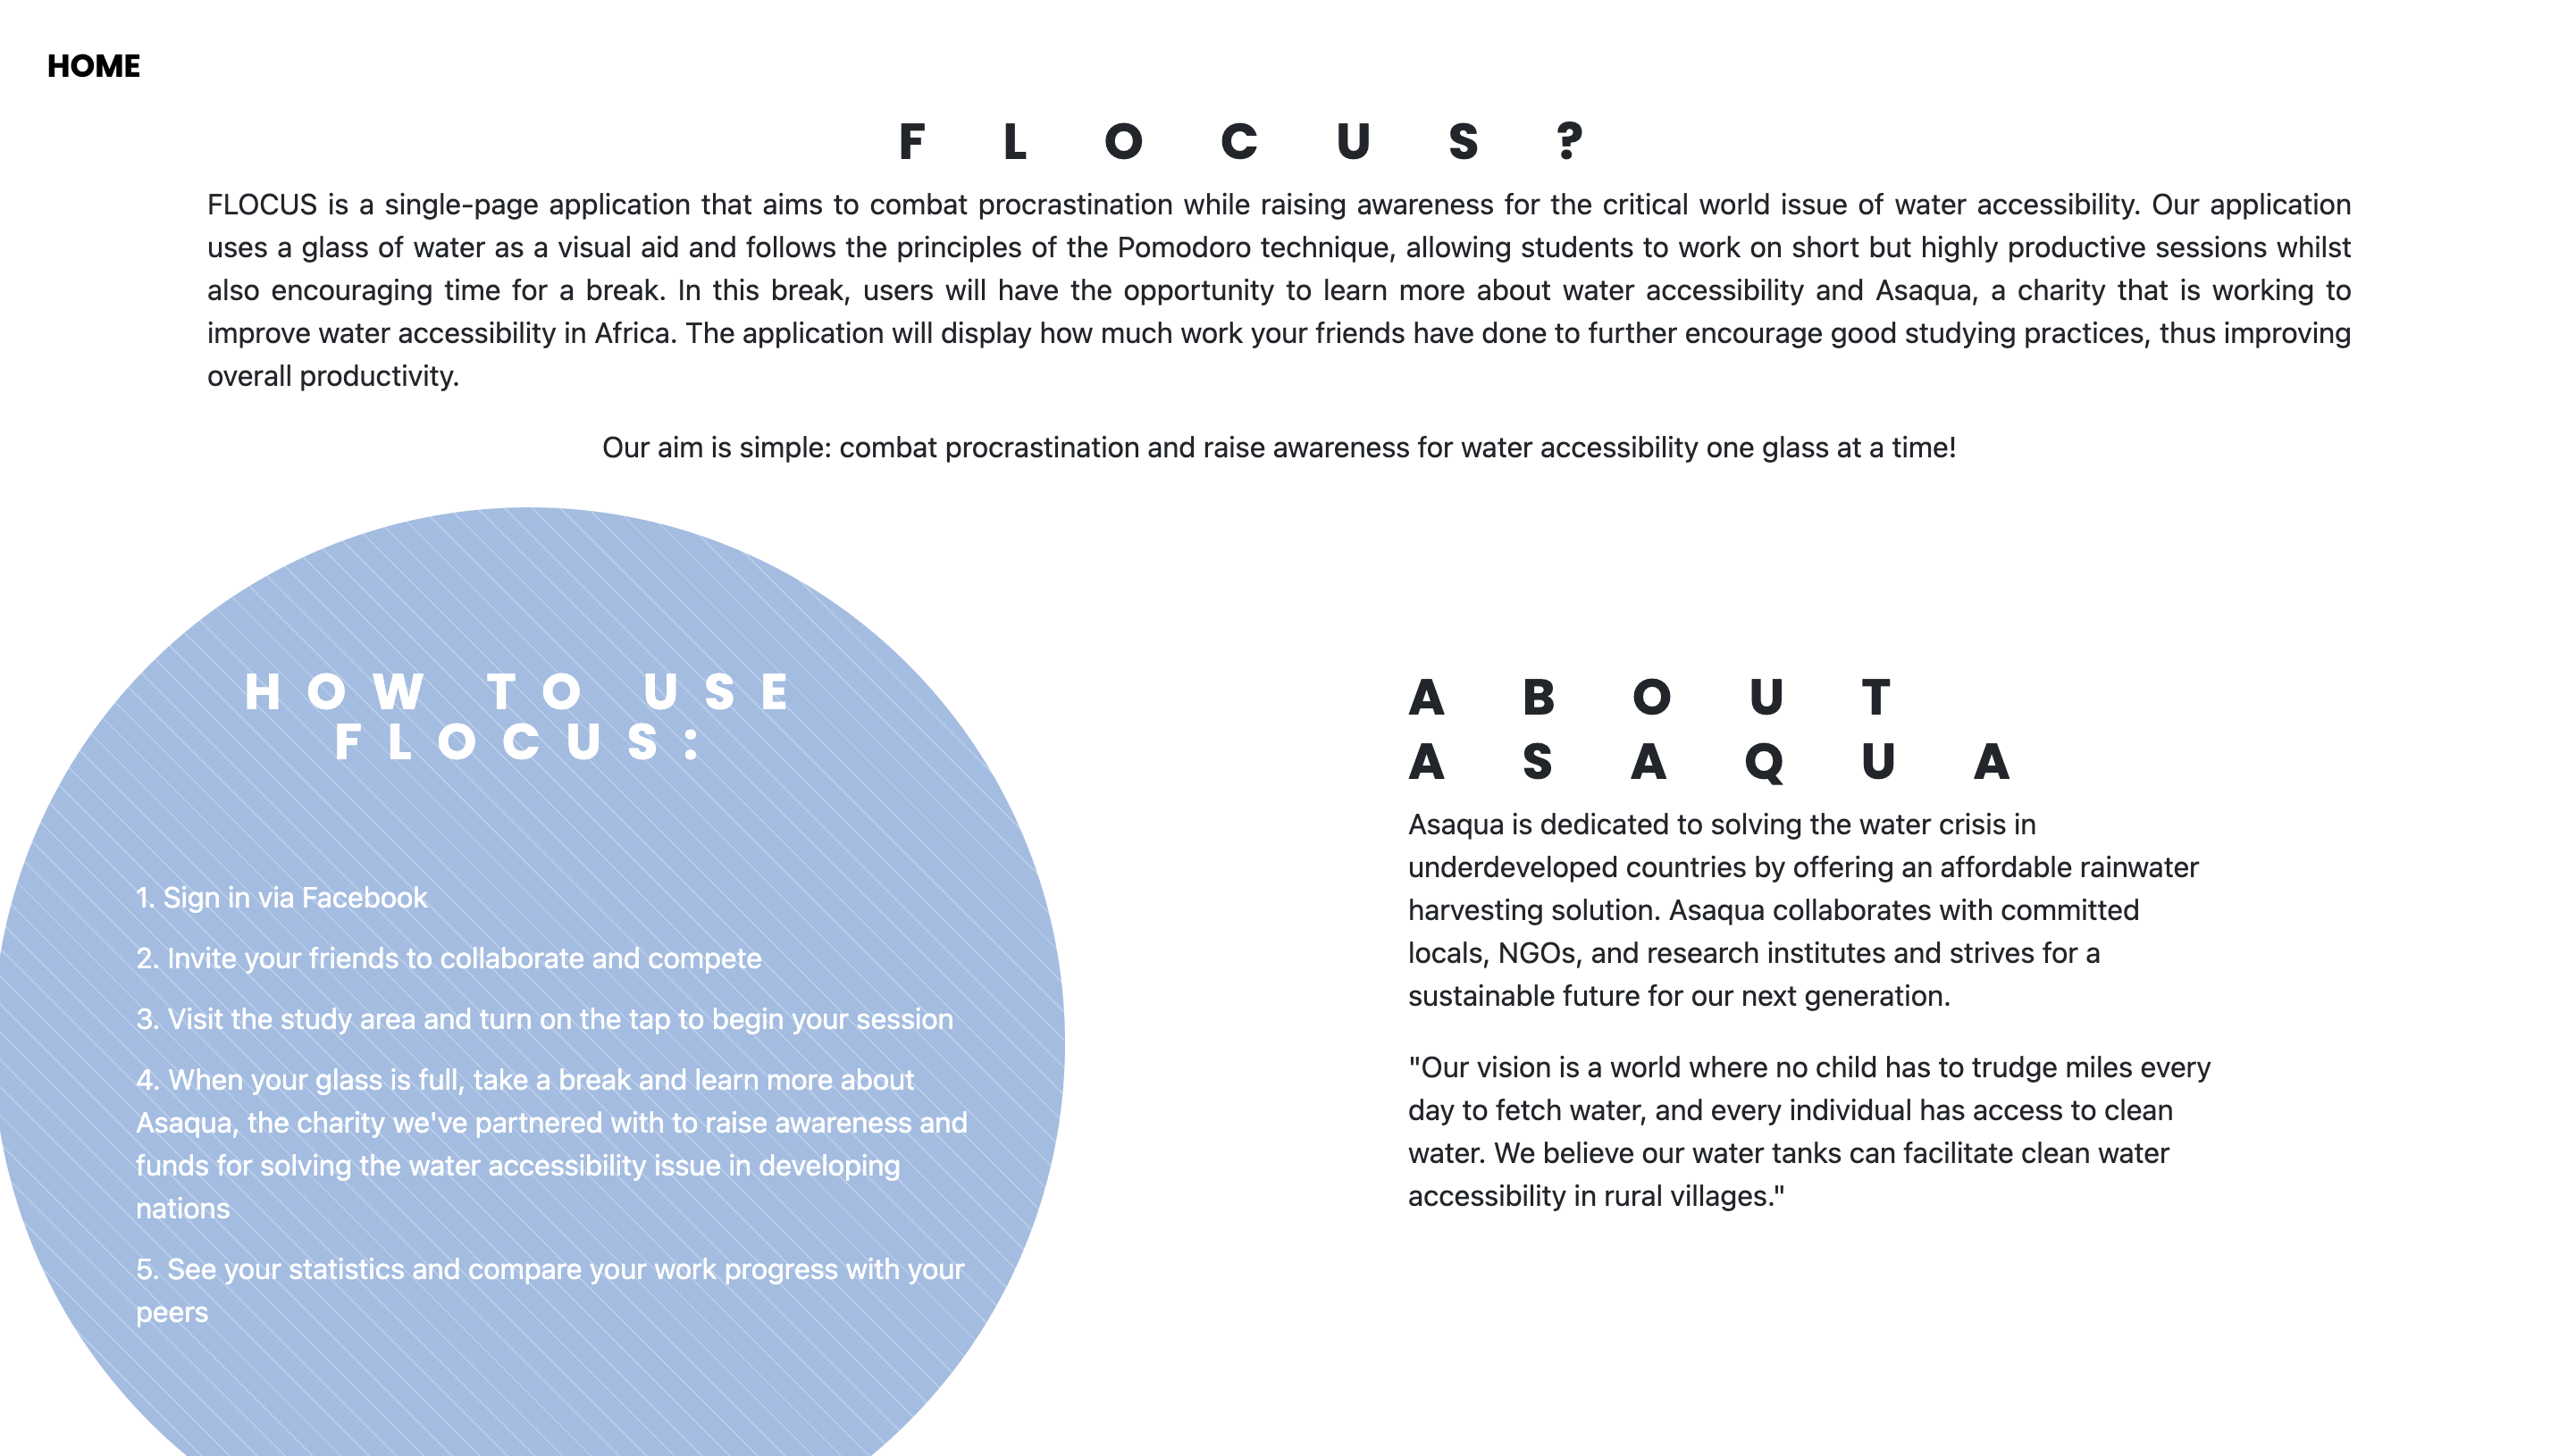 HOME
FLOCUS?
FLOCUS is a single-page application that aims to combat procrastination while raising awareness for the critical world issue of water accessibility. Our application
uses a glass of water as a visual aid and follows the principles of the Pomodoro technique, allowing students to work on short but highly productive sessions whilst
also encouraging time for a break. In this break, users will have the opportunity to learn more about water accessibility and Asaqua, a charity that is working to
improve water accessibility in Africa. The application will display how much work your friends have done to further encourage good studying practices, thus improving
overall productivity.
Our aim is simple: combat procrastination and raise awareness for water accessibility one glass at a time!
HOW TO USE
FLOCUS:
1. Sign in via Facebook
2. Invite your friends to collaborate and compete
3. Visit the study area and turn on the tap to begin your session
4. When your glass is full, take a break and learn more about
Asaqua, the charity we've partnered with to raise awareness and
funds for solving the water accessibility issue in developing
nations
5. See your statistics and compare your work progress with your
peers
ABOUT
ASAQUA
Asaqua is dedicated to solving the water crisis in
underdeveloped countries by offering an affordable rainwater
harvesting solution. Asaqua collaborates with committed
locals, NGOs, and research institutes and strives for a
sustainable future for our next generation.
"Our vision is a world where no child has to trudge miles every
day to fetch water, and every individual has access to clean
water. We believe our water tanks can facilitate clean water
accessibility in rural villages."